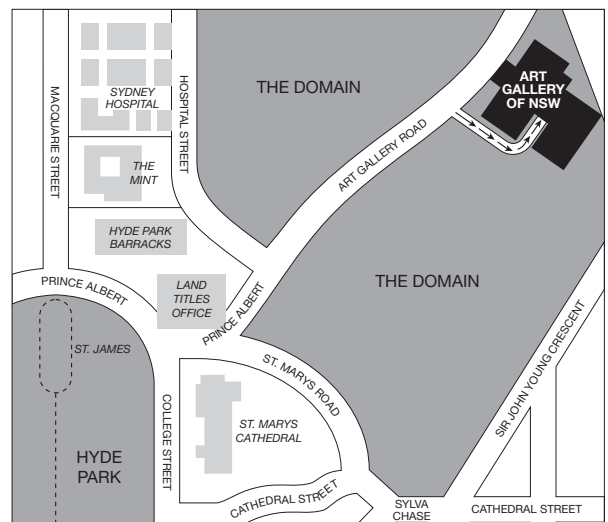 THE DOMAIN
ART
GALLERY
OF NSW
SYDNEY
HOSPITAL
MACQUARIE STREET
HOSPITAL STREET
ART GALLERY ROAD
THE
MINT
HYDE PARK
BARRACKS
LAND
TITLES
OFFICE
PRINCE ALBERT
PRINCE ALBERT
THE DOMAIN
ST. JAMES
ST. MARYS ROAD
SIR JOHN YOUNG CRESCENT
COLLEGE STREET
ST. MARYS
CATHEDRAL
HYDE
PARK
CATHEDRAL STREET
SYLVA
CHASE
CATHEDRAL STREET